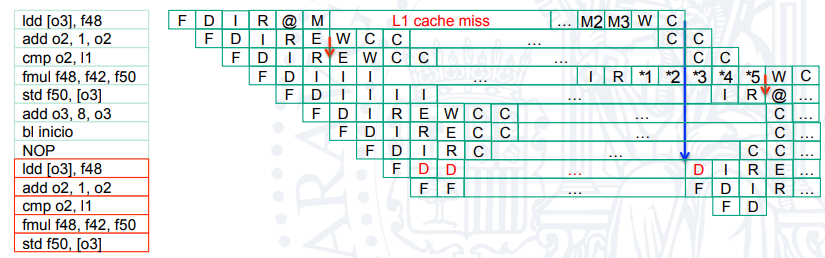 ldd [o3], f48 F D I R @ M L1 cache miss ... M2 M3 W C
add o2, 1, o2 F D I R E W C C ... C C
cmp o2, l1 F D I R E W C C ... C C
fmul f48, f42, f50 F D I I I ... I R *1 *2 *3 *4 *5 W C
std f50, [o3] F D I I I I ... I R @ ...
add o3, 8, o3 F D I R E W C C ... C ...
bl inicio F D I R E C C ... C ...
NOP F D I R C ... C C ...
ldd [o3], f48 F D D ... D I R E ...
add o2, 1, o2 F F ... F D I R ...
cmp o2, l1 F D
fmul f48, f42, f50
std f50, [o3]